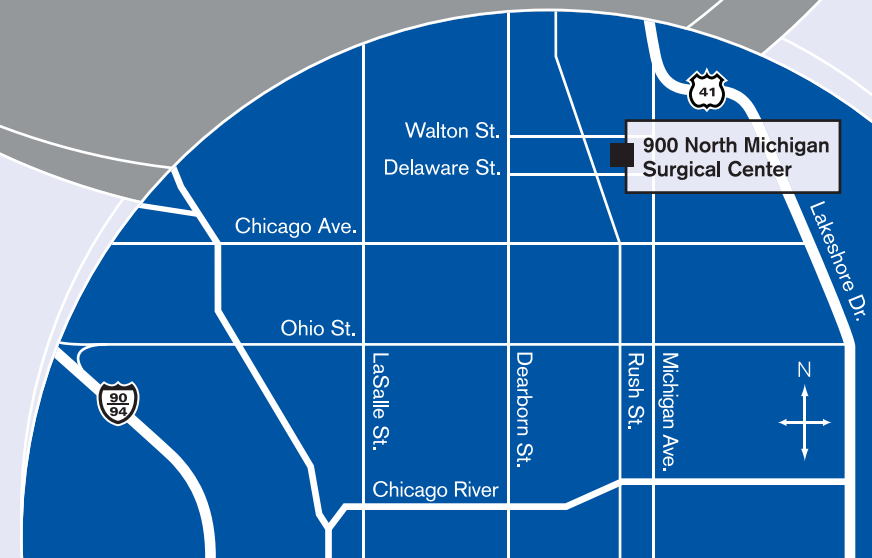 41
Walton St.
900 North Michigan
Surgical Center
Delaware St.
Lakeshore Dr.
Chicago Ave.
Ohio St.
LaSalle St.
Dearborn St.
Rush St.
Michigan Ave.
N
90
94
Chicago River